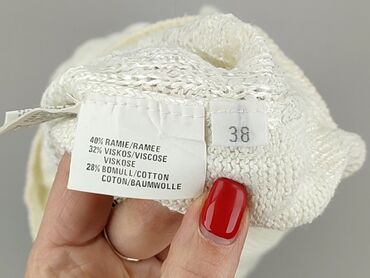 40% RAMIE/RAMEE
32% VISKOS/VISCOSE
VISKOSE
28% BOMULL/COTTON
COTON/BAUMWOLLE
38